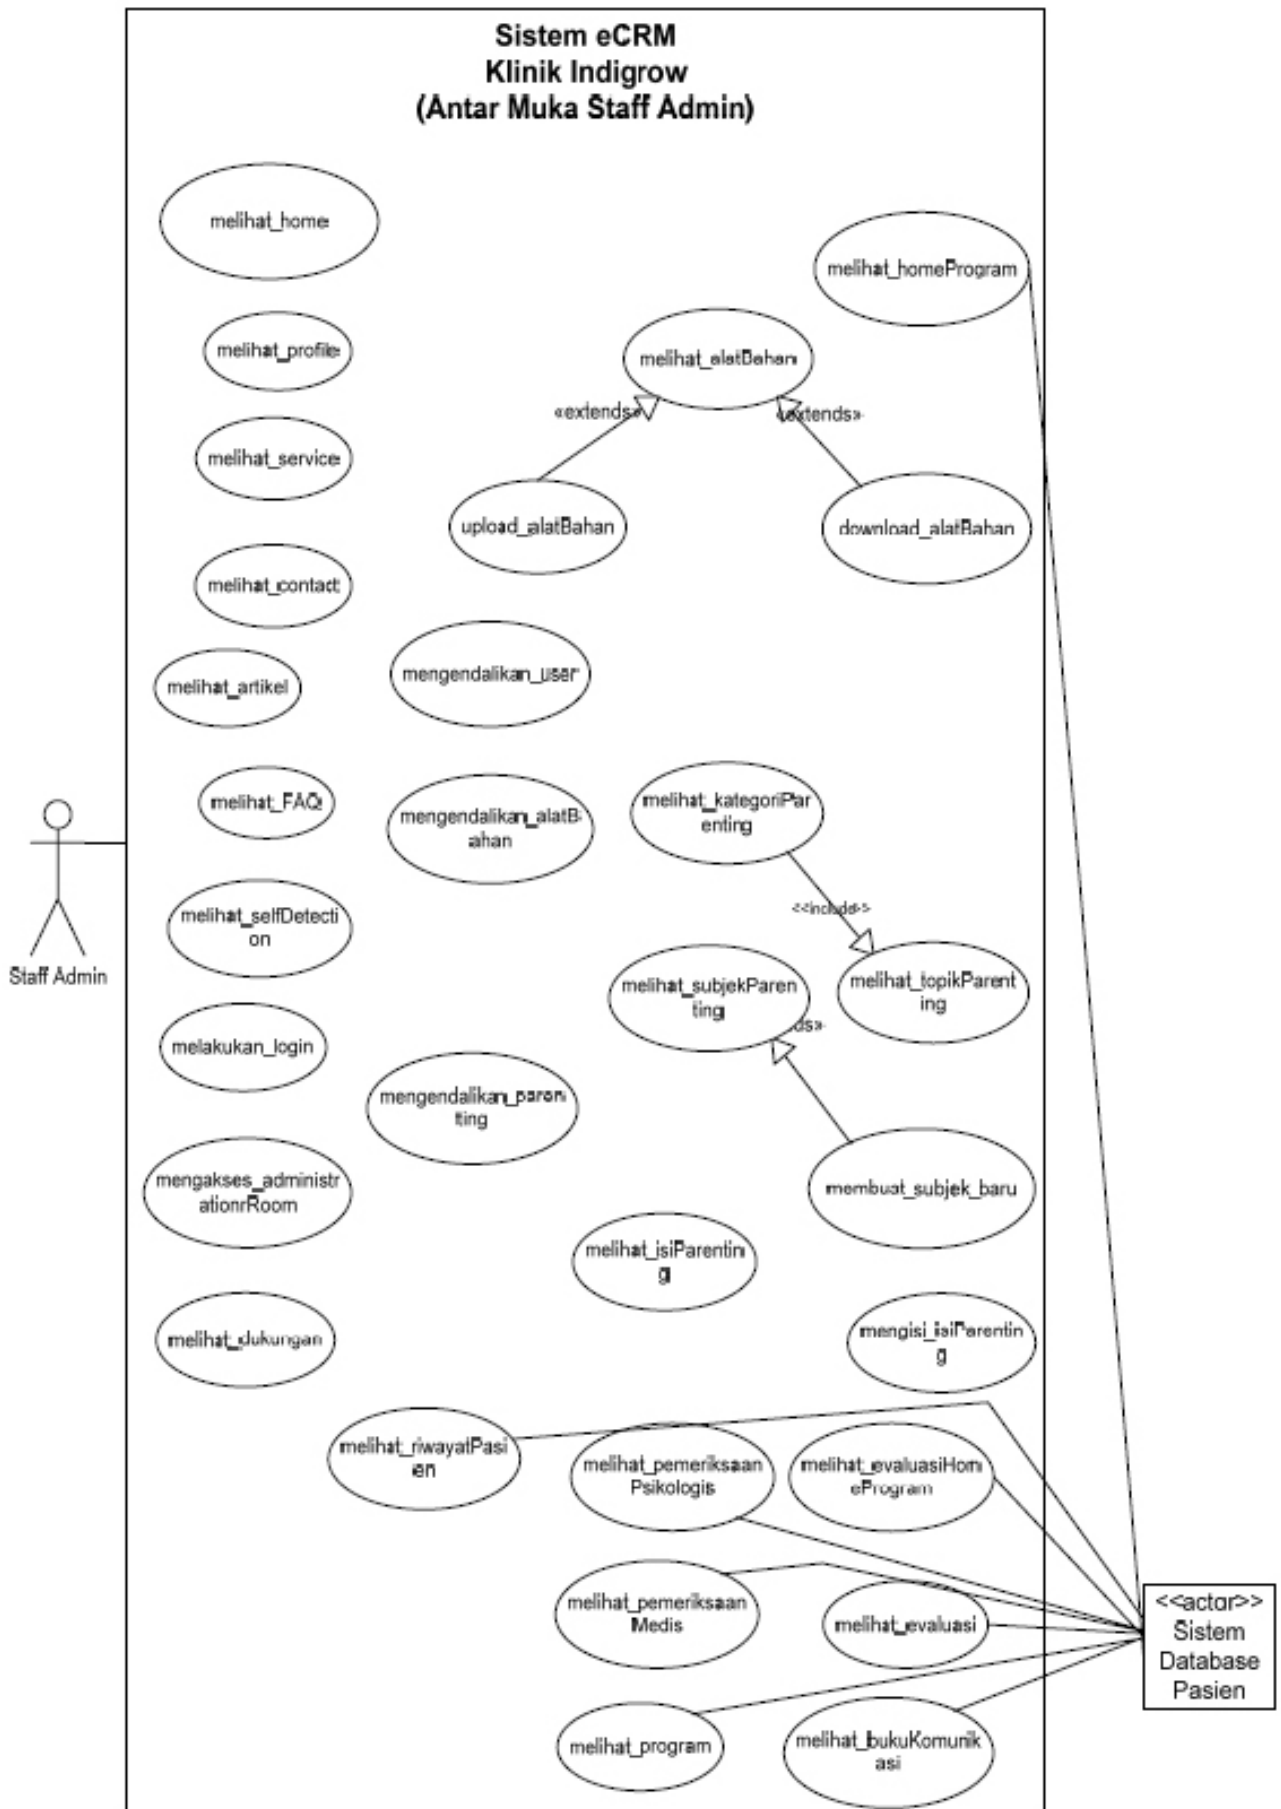 Sistem eCRM
Klinik Indigrow
(Antar Muka Staff Admin)
melihat_home
melihat_homeProgram
melihat_profile
melihat_alatBahan
«extends»
«extends»
melihat_service
upload_alatBahan
download_alatBahan
melihat_contact
mengendalikan_user
melihat_artikel
melihat_FAQ
mengendalikan_alatB
ahan
melihat_kategoriPar
enting
<<include>>
melihat_selfDetecti
on
Staff Admin
melihat_subjekParen
ting
melihat_topikParent
ing
ds»
melakukan_login
mengendalikan_paren
ting
mengakses_administr
ationrRoom
membuat_subjek_baru
melihat_isiParentin
g
melihat_dukungan
mengisi_isiParentin
g
melihat_riwayatPasi
en
melihat_pemeriksaan
Psikologis
melihat_evaluasiHom
eProgram
melihat_pemeriksaan
Medis
melihat_evaluasi
<<actor>>
Sistem
Database
Pasien
melihat_program
melihat_bukuKomunik
asi